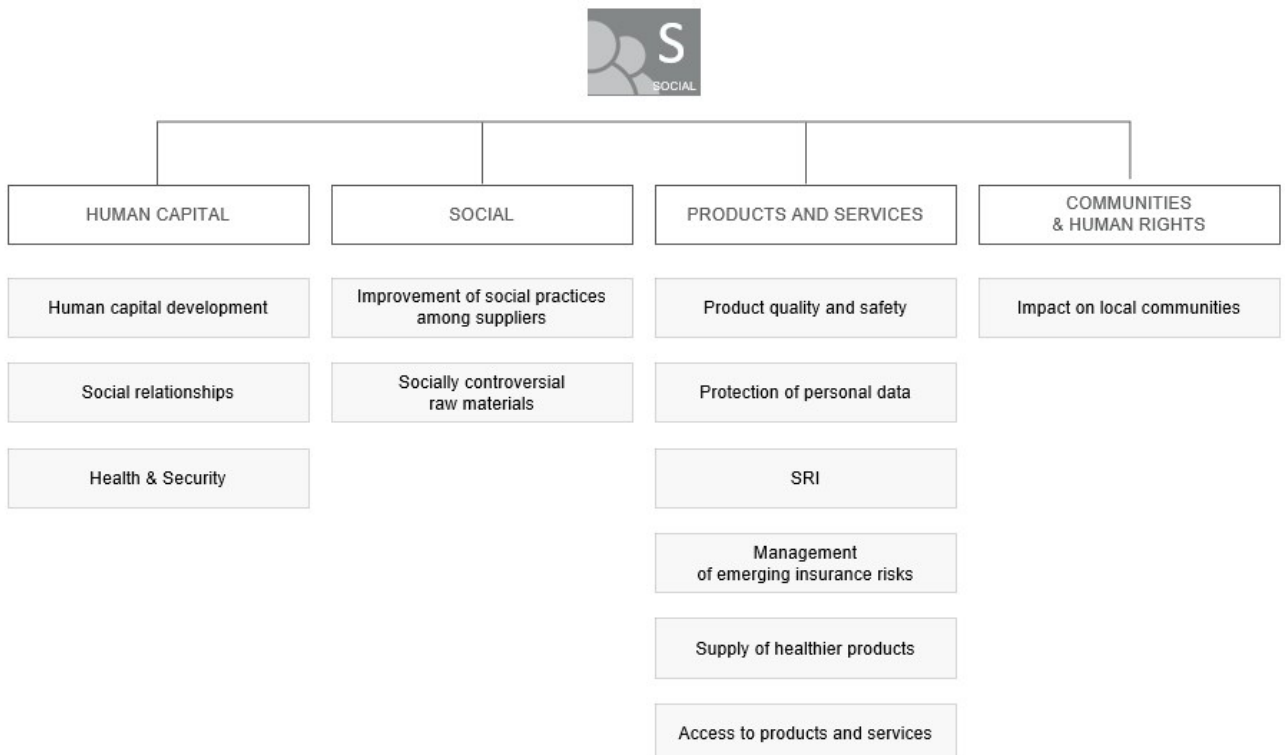 S
SOCIAL
HUMAN CAPITAL
SOCIAL
PRODUCTS AND SERVICES
COMMUNITIES
& HUMAN RIGHTS
Human capital development
Social relationships
Health & Security
Improvement of social practices
among suppliers
Socially controversial
raw materials
Product quality and safety
Protection of personal data
SRI
Management
of emerging insurance risks
Supply of healthier products
Access to products and services
Impact on local communities